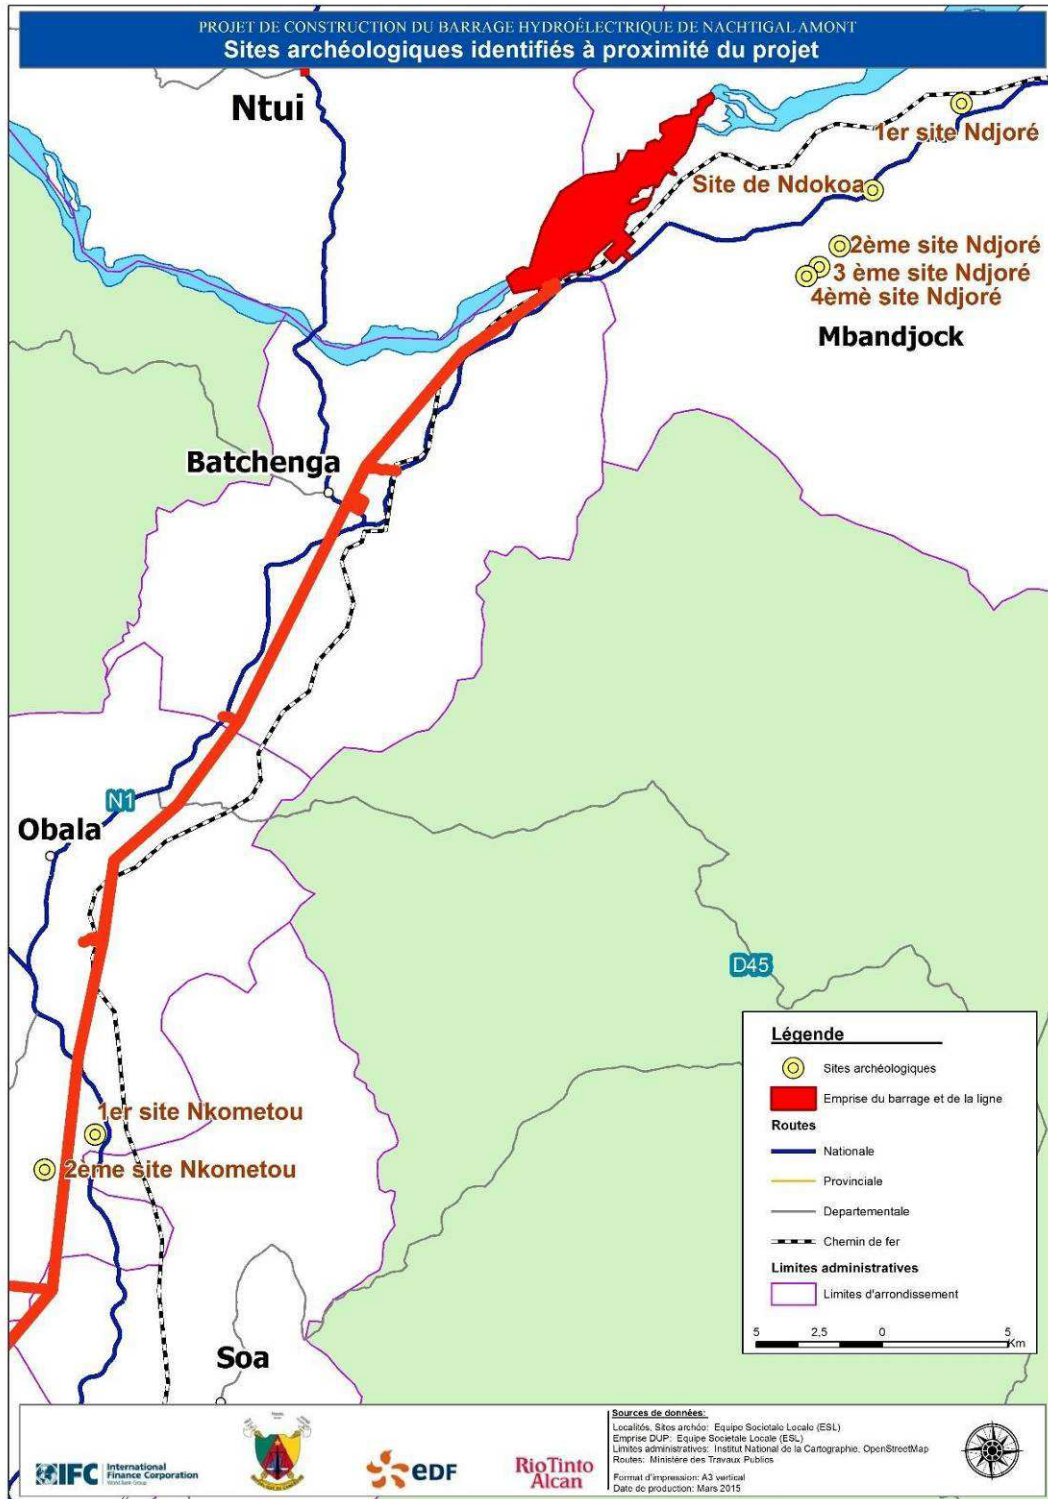 PROJET DE CONSTRUCTION DU BARRAGE HYDROÉLECTRIQUE DE NACHTIGAL AMONT
Sites archéologiques identifiés à proximité du projet
Ntui
1er site Ndjoré
Site de Ndokoa
2ème site Ndjoré
3 ème site Ndjoré
4èmè site Ndjoré
Mbandjock
Batchenga
N1
Obala
D45
1er site Nkometou
2ème site Nkometou
Soa
Légende
Sites archéologiques
Emprise du barrage et de la ligne
Routes
Nationale
Provinciale
Departementale
Chemin de fer
Limites administratives
Limites d'arrondissement
5 2,5 0 5
Km
IFC International
Finance Corporation
World Bank Group
eDF
RioTinto
Alcan
Sources de données:
Localités, Sites archéo: Equipe Societale Locale (ESL)
Emprise DUP: Equipe Societale Locale (ESL)
Limites administratives: Institut National de la Cartographie, OpenStreetMap
Routes: Ministère des Travaux Publics
Format d'impression: A3 vertical
Date de production: Mars 2015